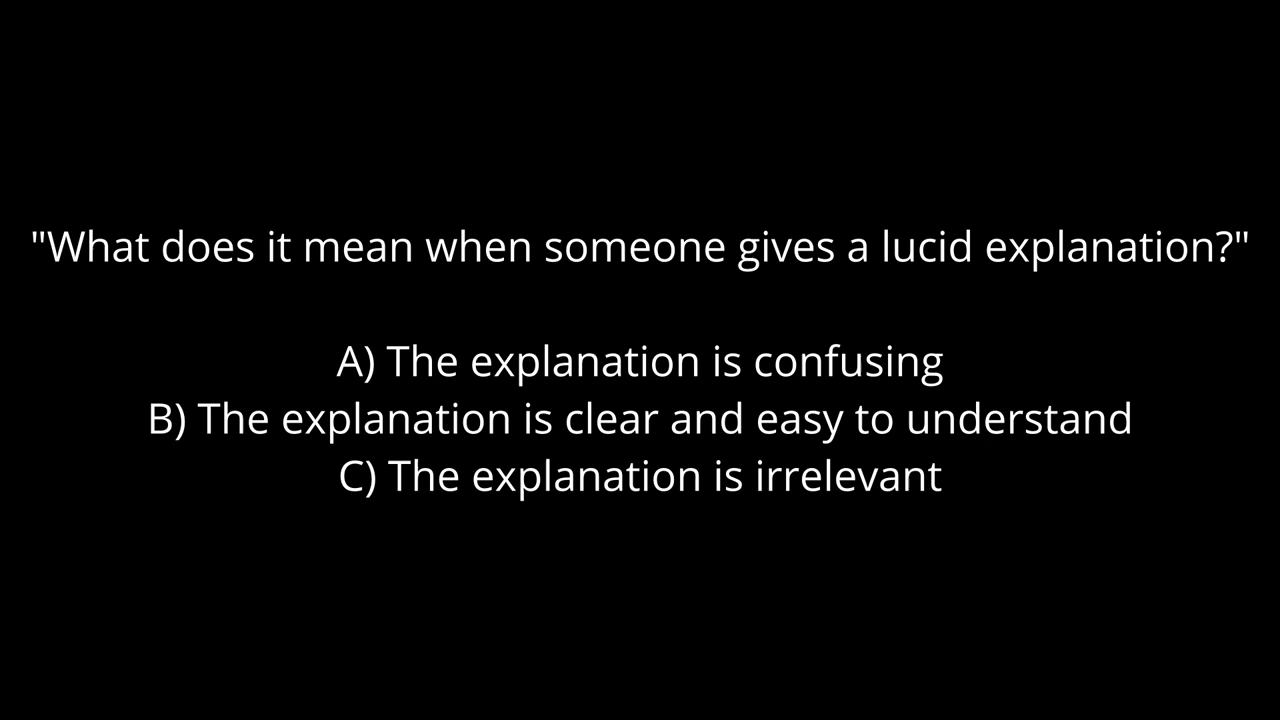 "What does it mean when someone gives a lucid explanation?"
A) The explanation is confusing
B) The explanation is clear and easy to understand
C) The explanation is irrelevant